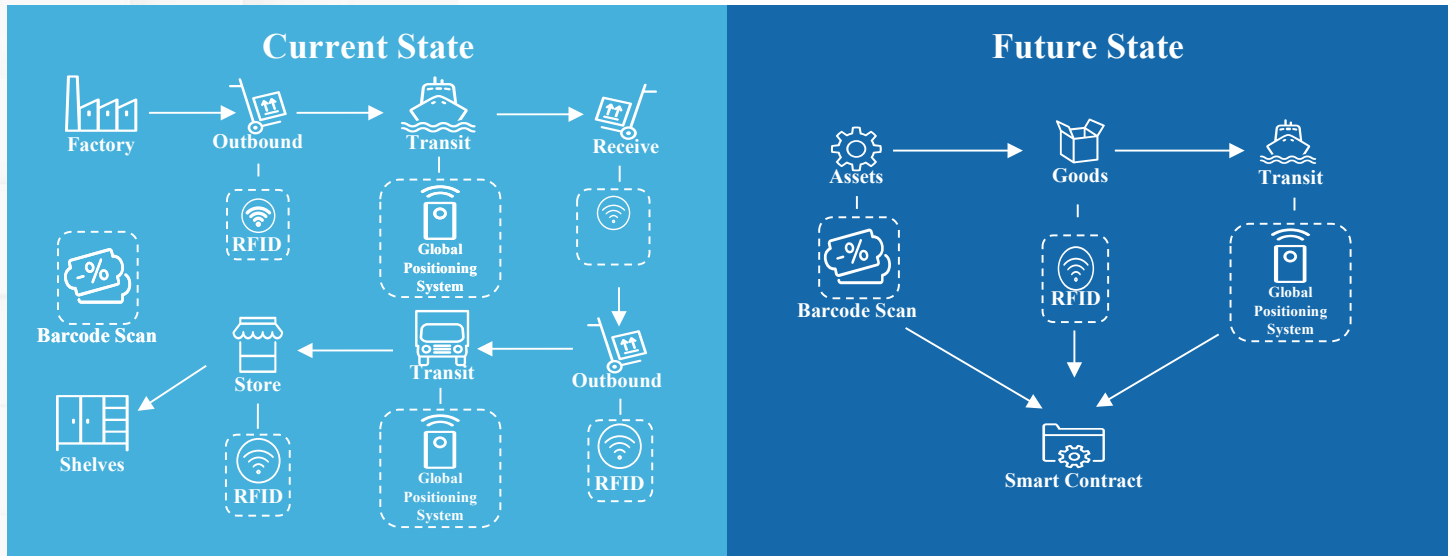 Current State
Factory
Outbound
Transit
Receive
RFID
Global
Positioning
System
-%
Barcode Scan
Store
Transit
Outbound
Shelves
RFID
Global
Positioning
System
RFID
Future State
Assets
Goods
Transit
-%
Barcode Scan
RFID
Global
Positioning
System
Smart Contract